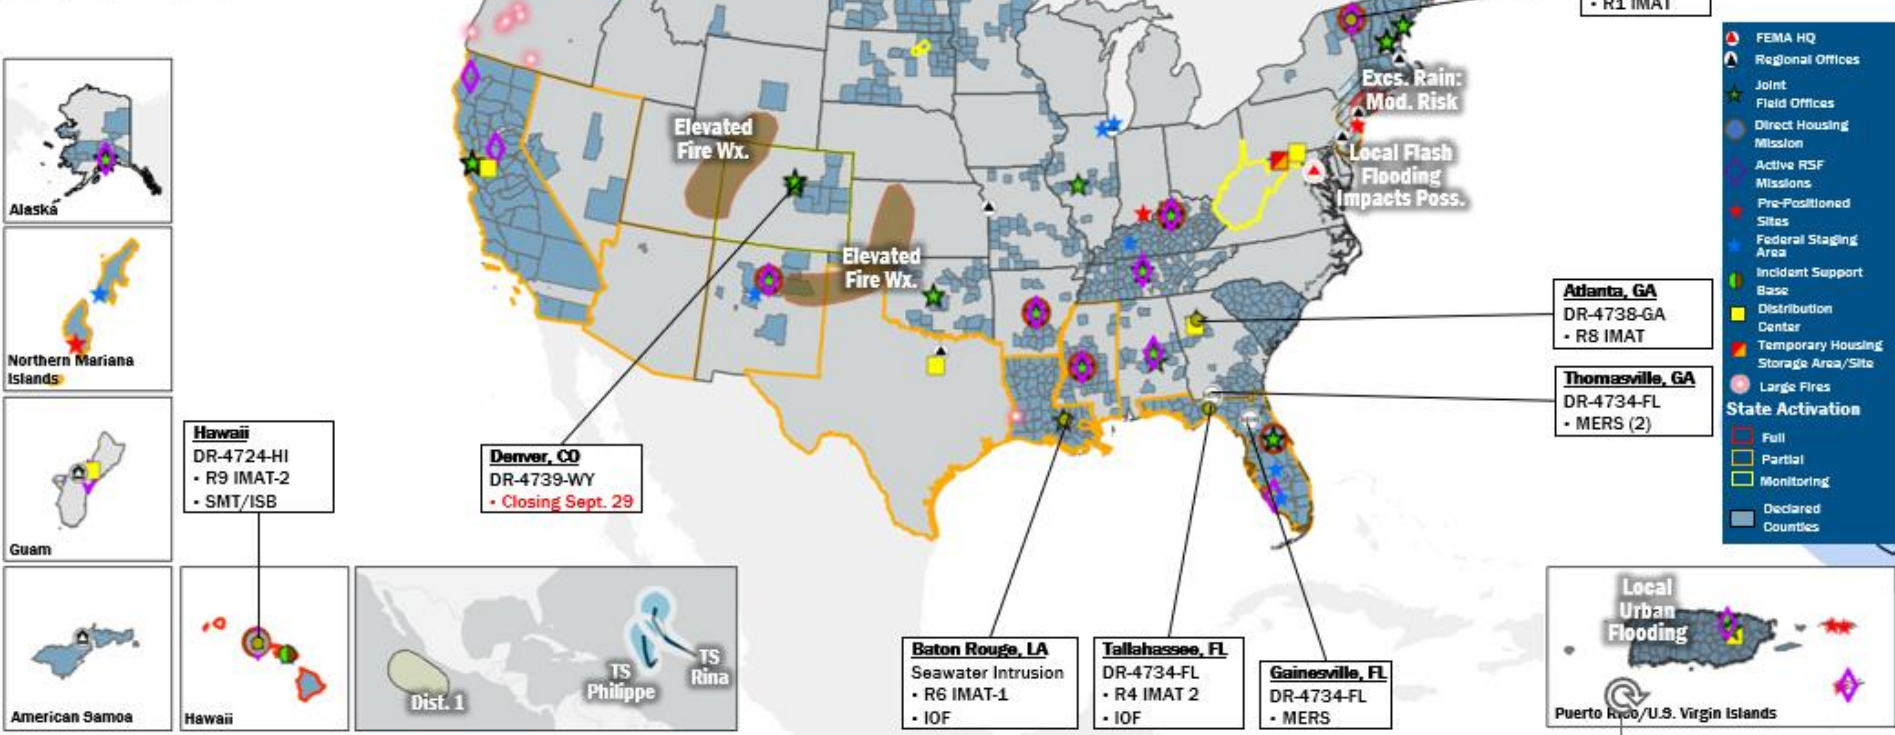 • R1 IMAT
FEMA HQ
Regional Offices
Joint
Field Offices
Direct Housing
Mission
Active RSF
Missions
Pre-Positioned
Sites
Federal Staging
Area
Incident Support
Base
Distribution
Center
Temporary Housing
Storage Area/Site
Large Fires
State Activation
Full
Partial
Monitoring
Declared
Counties
Excs. Rain:
Mod. Risk
Local Flash
Flooding
Impacts Poss.
Elevated
Fire Wx.
Elevated
Fire Wx.
Alaska
Northern Mariana
Islands
Guam
American Samoa
Hawaii
Hawaii
DR-4724-HI
• R9 IMAT-2
• SMT/ISB
Denver, CO
DR-4739-WY
• Closing Sept. 29
Atlanta, GA
DR-4738-GA
• R8 IMAT
Thomasville, GA
DR-4734-FL
• MERS (2)
Baton Rouge, LA
Seawater Intrusion
• R6 IMAT-1
• IOF
Tallahassee, FL
DR-4734-FL
• R4 IMAT 2
• IOF
Gainesville, FL
DR-4734-FL
• MERS
Dist. 1
TS
Philippe
TS
Rina
Local
Urban
Flooding
Puerto Rico/U.S. Virgin Islands